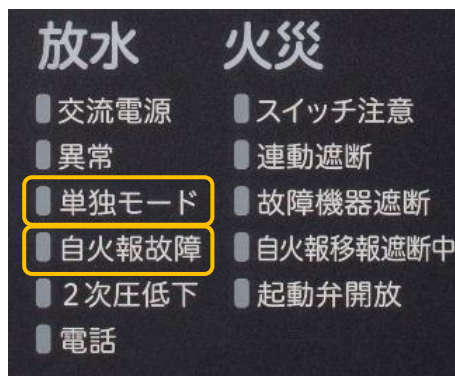 放水 火災
交流電源 スイッチ注意
異常 連動遮断
単独モード 故障機器遮断
自火報故障 自火報移報遮断中
2次圧低下 起動弁開放
電話